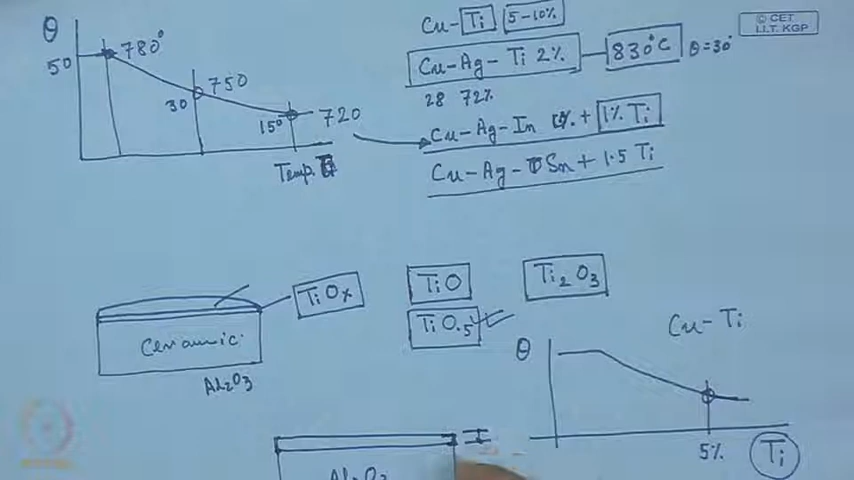 θ
50
780°
30
750
15°
720
Temp.
Cu-Ti 5-10%
Cu-Ag-Ti 2% 830°C θ=30°
28 72%
Cu-Ag-In % + 1% Ti
Cu-Ag-Sn + 1.5 Ti
© CET
I.I.T. KGP
TiOx
Ceramic
Al2O3
TiO
TiO.5
Ti2O3
Cu-Ti
θ
5%
Ti
Al2O3